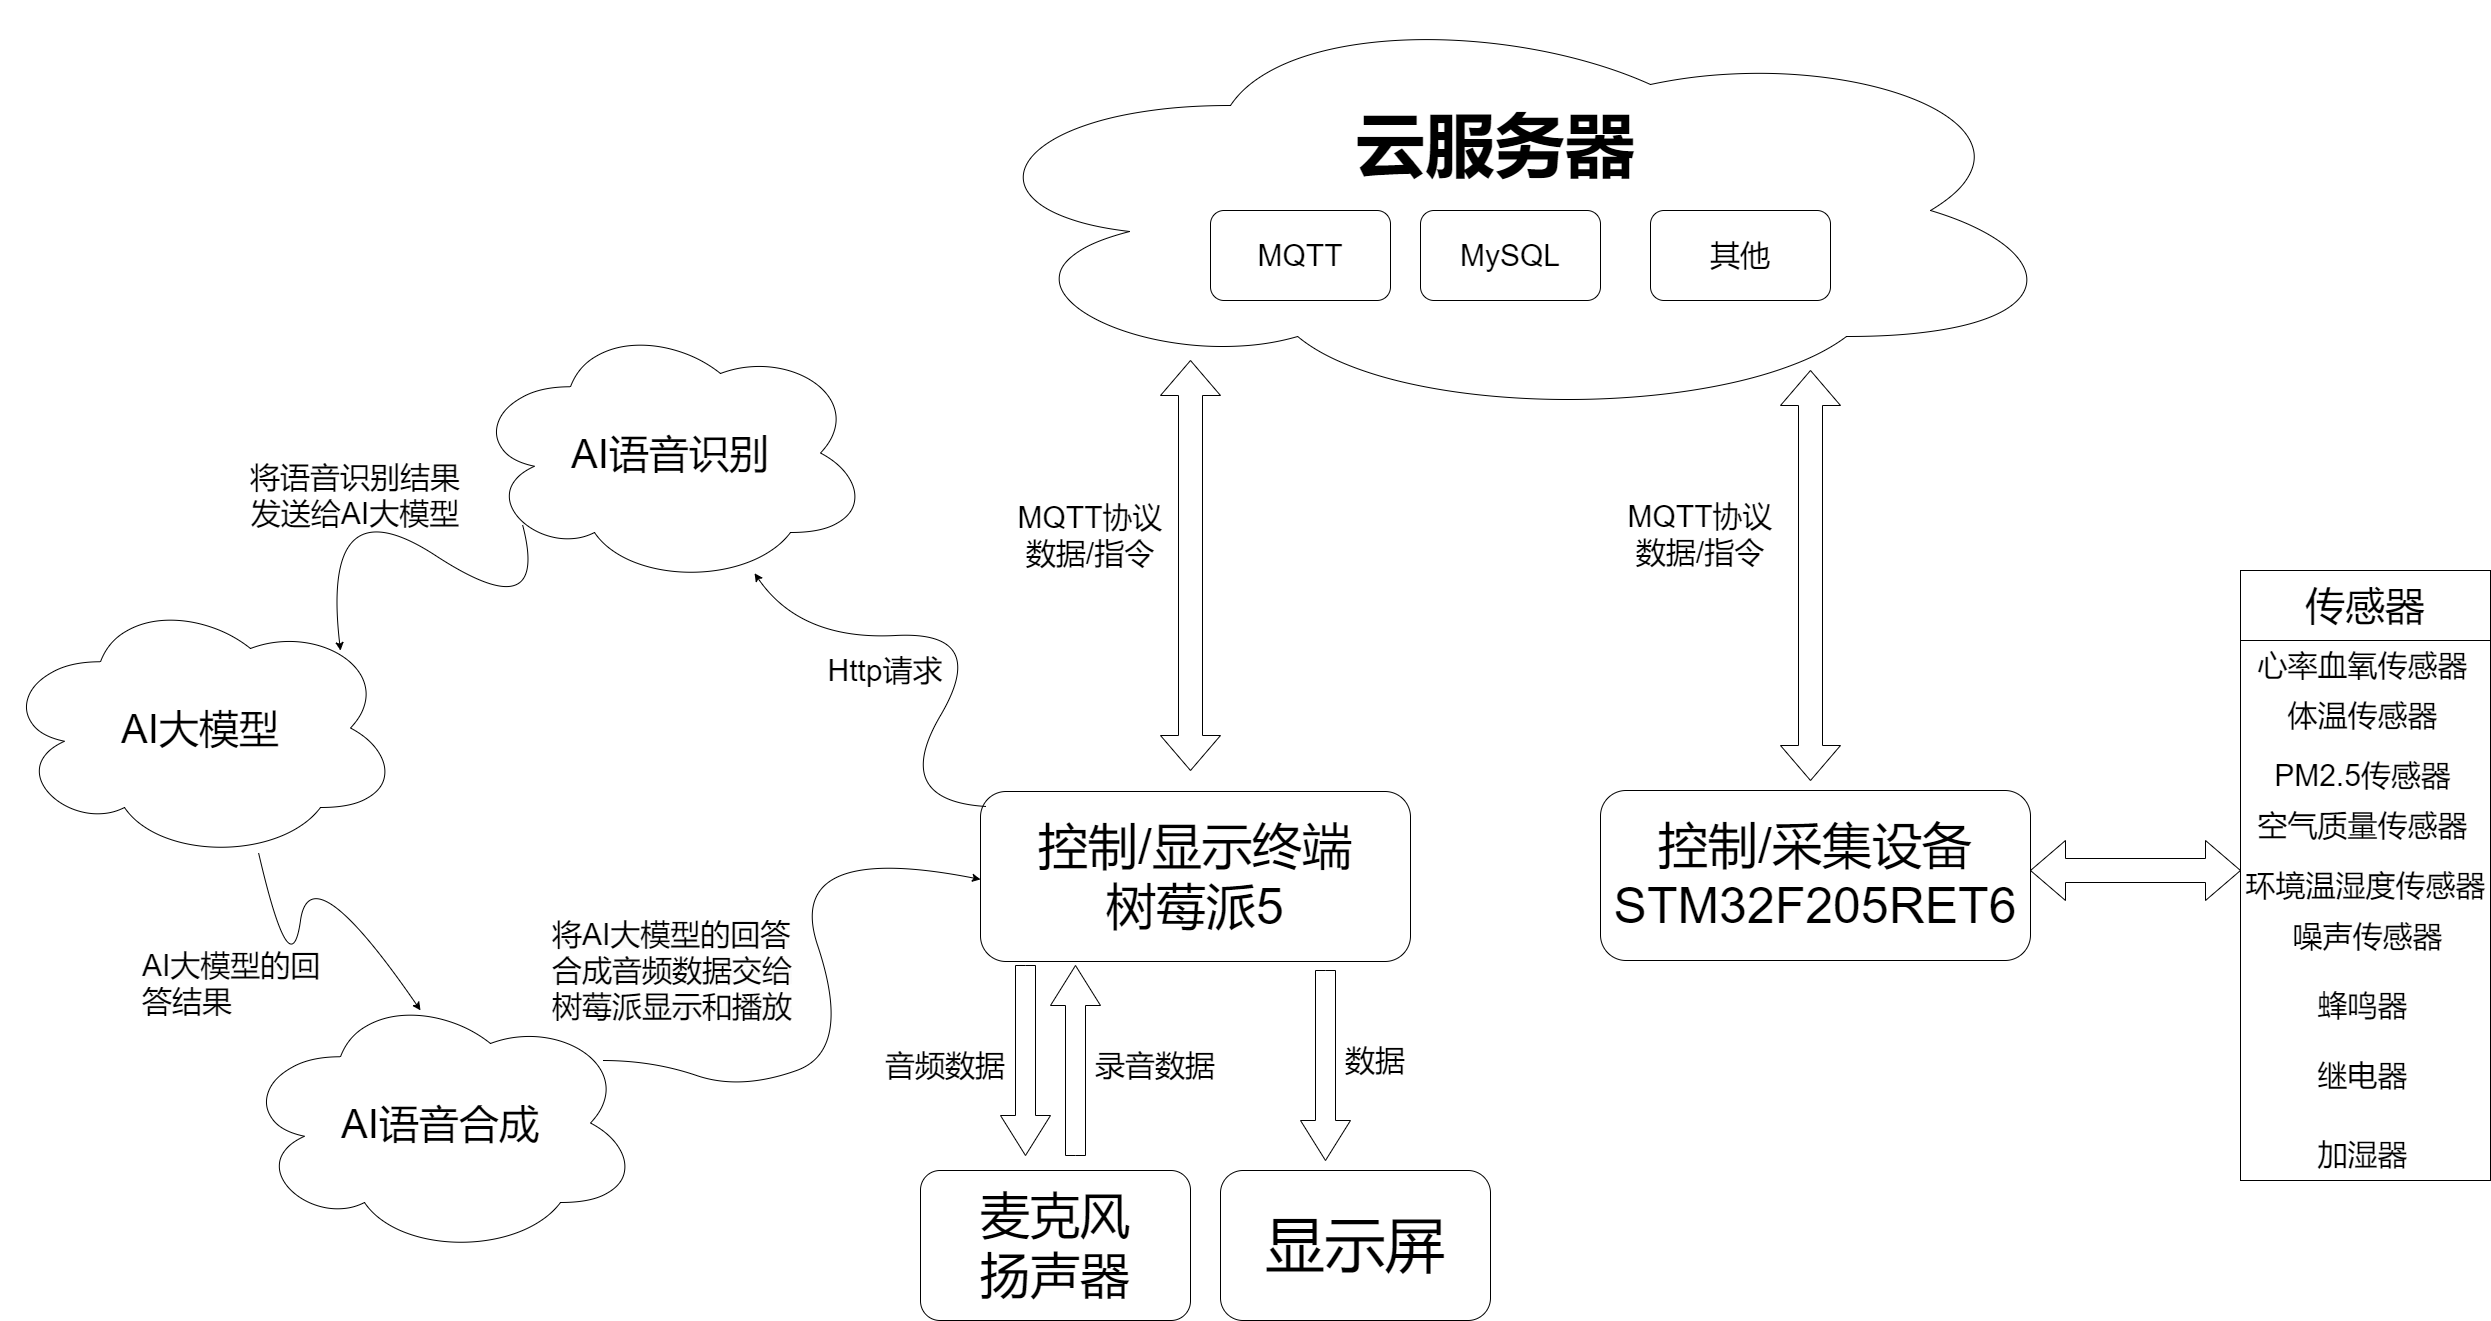 云服务器
MQTT
MySQL
其他
AI语音识别
将语音识别结果
发送给AI大模型
MQTT协议
数据/指令
MQTT协议
数据/指令
Http请求
AI大模型
AI大模型的回
答结果
AI语音合成
将AI大模型的回答
合成音频数据交给
树莓派显示和播放
控制/显示终端
树莓派5
控制/采集设备
STM32F205RET6
音频数据
录音数据
数据
麦克风
扬声器
显示屏
传感器
心率血氧传感器
体温传感器
PM2.5传感器
空气质量传感器
环境温湿度传感器
噪声传感器
蜂鸣器
继电器
加湿器